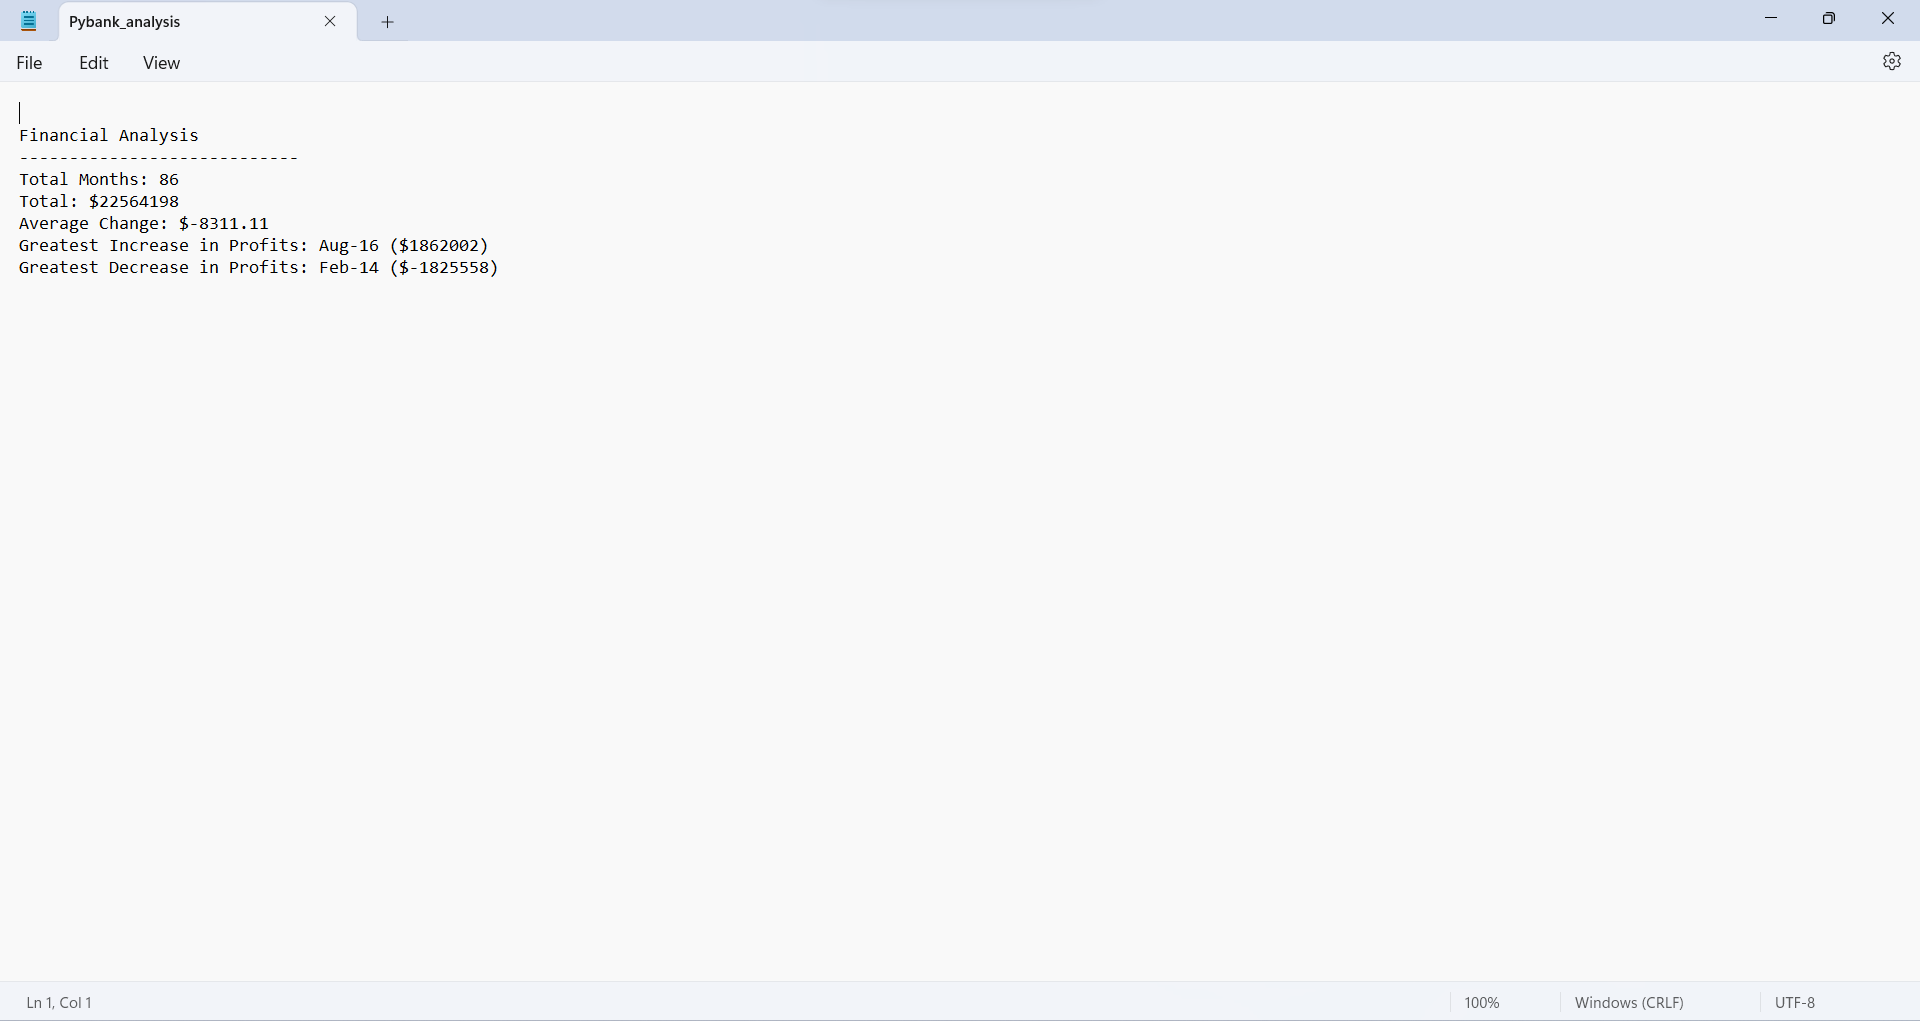 Pybank_analysis
File Edit View
Financial Analysis
----------------------------
Total Months: 86
Total: $22564198
Average Change: $-8311.11
Greatest Increase in Profits: Aug-16 ($1862002)
Greatest Decrease in Profits: Feb-14 ($-1825558)
Ln 1, Col 1 100% Windows (CRLF) UTF-8